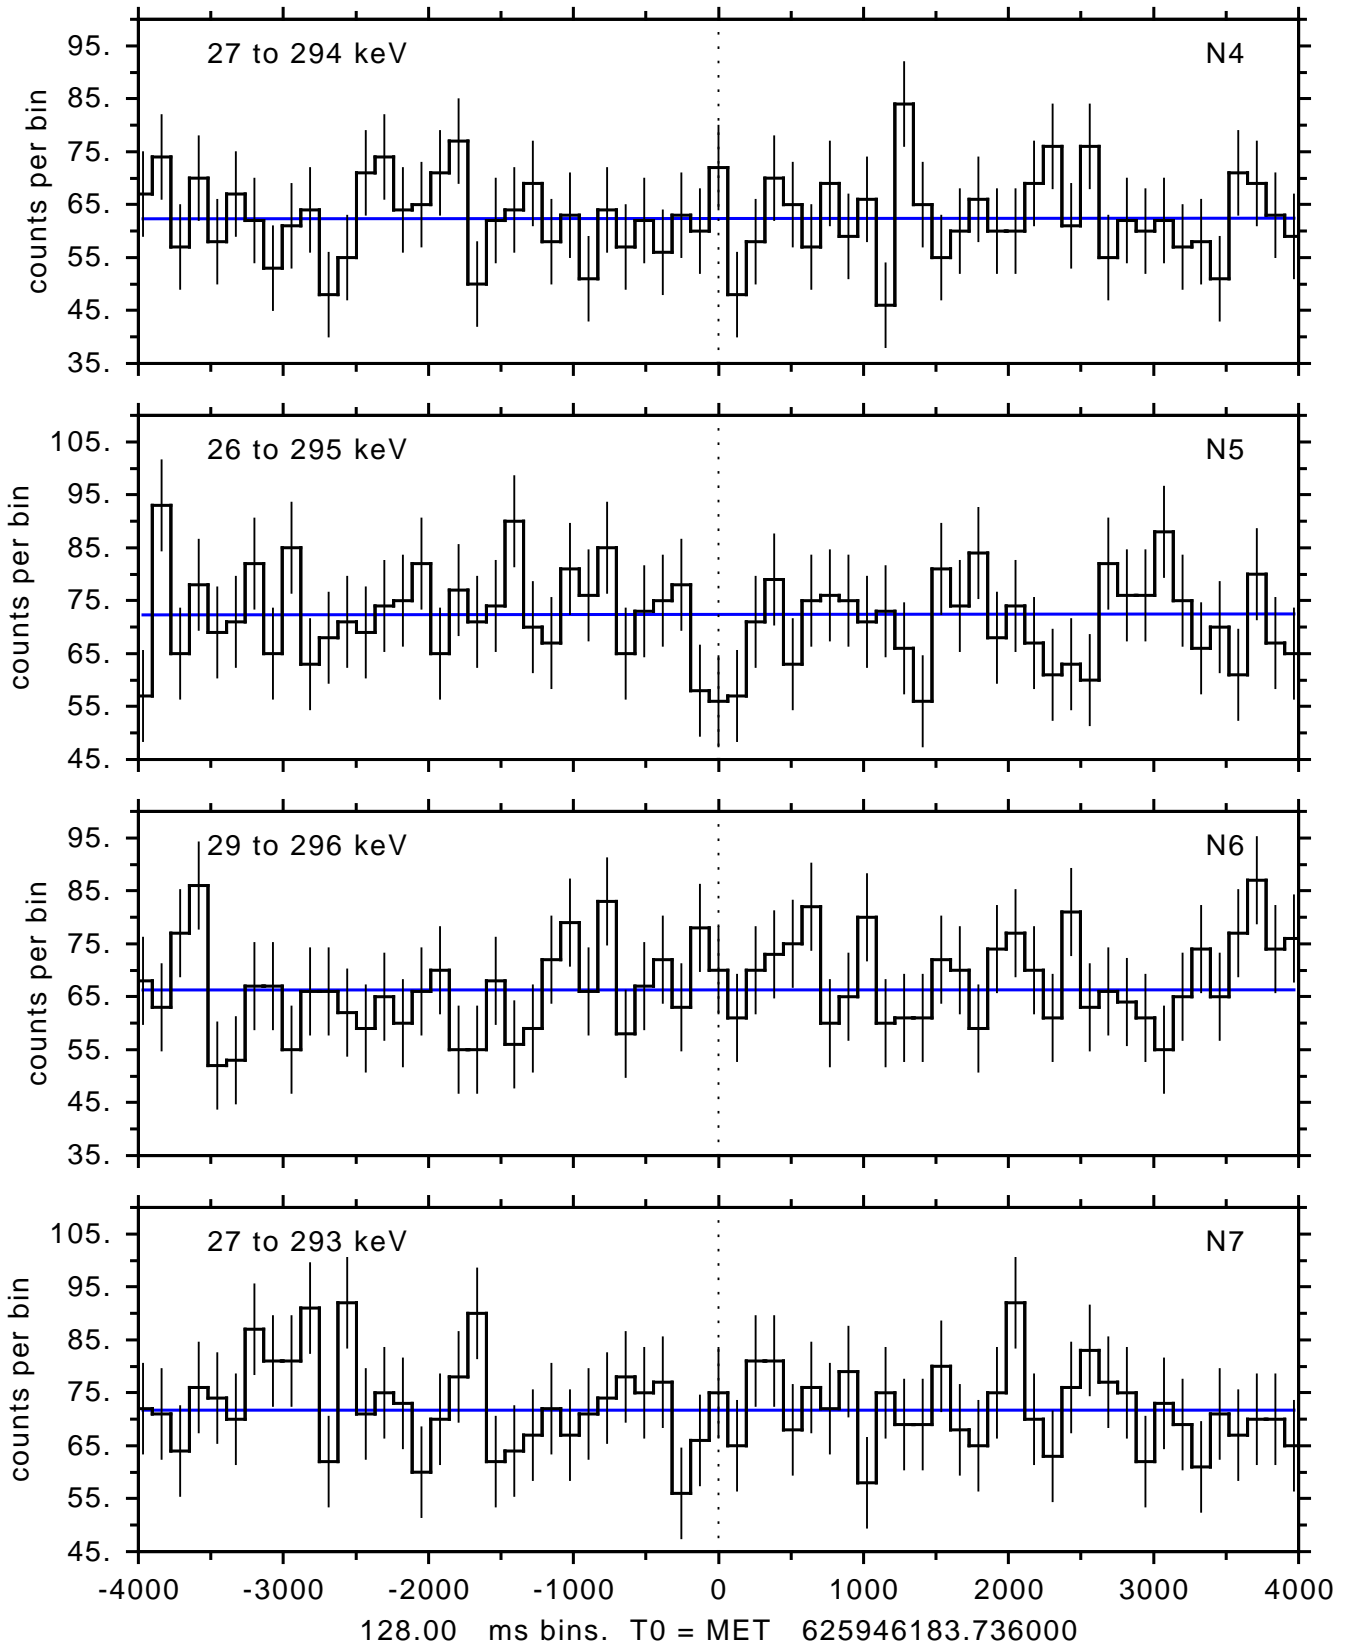 27 to 294 keV N4
95.
85.
75.
65.
55.
45.
35.
counts per bin
26 to 295 keV N5
105.
95.
85.
75.
65.
55.
45.
counts per bin
29 to 296 keV N6
95.
85.
75.
65.
55.
45.
35.
counts per bin
27 to 293 keV N7
105.
95.
85.
75.
65.
55.
45.
counts per bin
-4000 -3000 -2000 -1000 0 1000 2000 3000 4000
128.00 ms bins. T0 = MET 625946183.736000